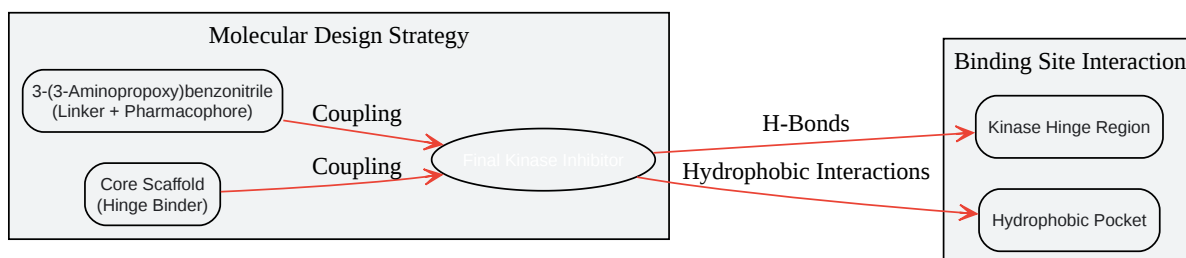 Molecular Design Strategy
3-(3-Aminopropoxy)benzonitrile
(Linker + Pharmacophore)
Coupling
Core Scaffold
(Hinge Binder)
Coupling
Final Kinase Inhibitor
H-Bonds
Hydrophobic Interactions
Binding Site Interaction
Kinase Hinge Region
Hydrophobic Pocket